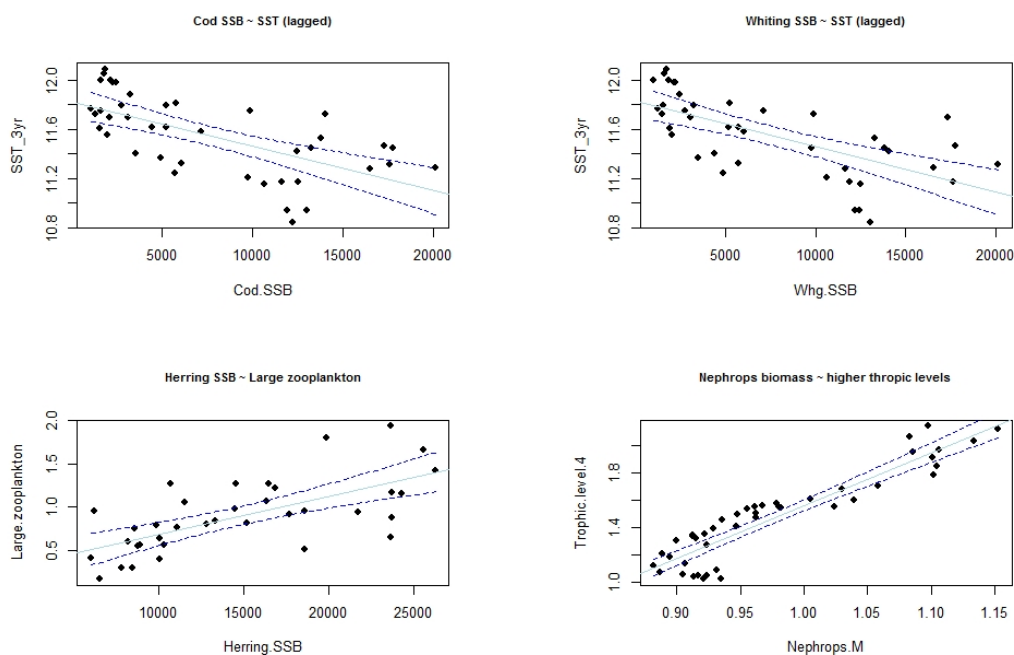 Cod SSB ~ SST (lagged)
SST_3yr
12.0
11.6
11.2
10.8
5000 10000 15000 20000
Cod.SSB
Whiting SSB ~ SST (lagged)
SST_3yr
12.0
11.6
11.2
10.8
5000 10000 15000 20000
Whg.SSB
Herring SSB ~ Large zooplankton
Large.zooplankton
2.0
1.5
1.0
0.5
10000 15000 20000 25000
Herring.SSB
Nephrops biomass ~ higher thropic levels
Trophic.level.4
1.8
1.4
1.0
0.90 0.95 1.00 1.05 1.10 1.15
Nephrops.M